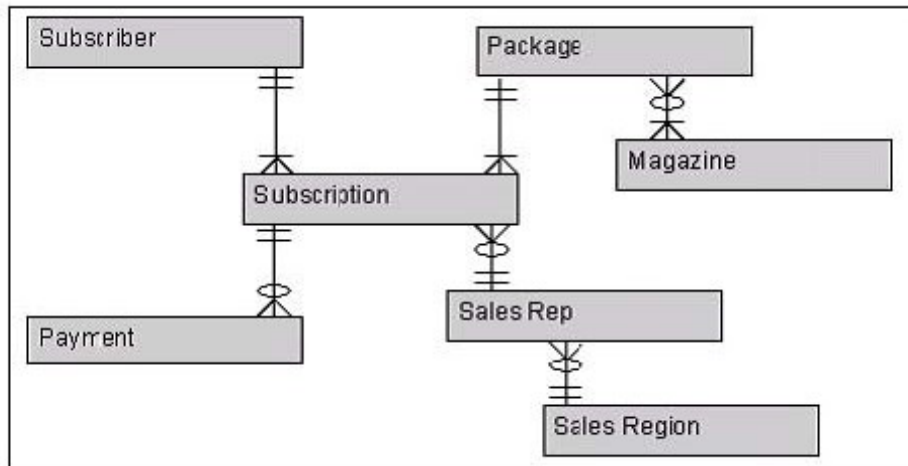 Subscriber
Package
Magazine
Subscription
Sales Rep
Payment
Sales Region